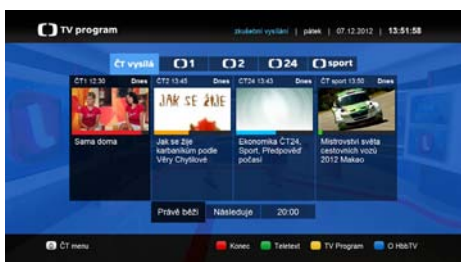 TV program
zkušební vysílání | pátek | 07.12.2012 | 13:51:58
ČT vysílá 1 2 24 sport
ČT1 12:30 Dnes
Sama doma
ČT2 13:45 Dnes
JAK SE ŽIJE
Jak se žije
karbaníkům podle
Věry Chytilové
ČT24 13:43 Dnes
Ekonomika ČT24,
Sport, Předpověď
počasí
ČT sport 13:50 Dnes
Mistrovství světa
cestovních vozů
2012 Makao
Právě běží Následuje 20:00
0 ČT menu Konec Teletext TV Program O HbbTV